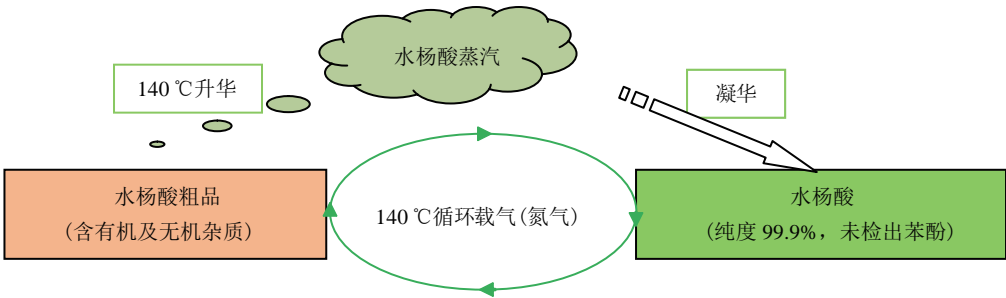 水杨酸蒸汽
140 ℃升华
凝华
水杨酸粗品
(含有机及无机杂质)
140 ℃循环载气(氮气)
水杨酸
(纯度 99.9%，未检出苯酚)